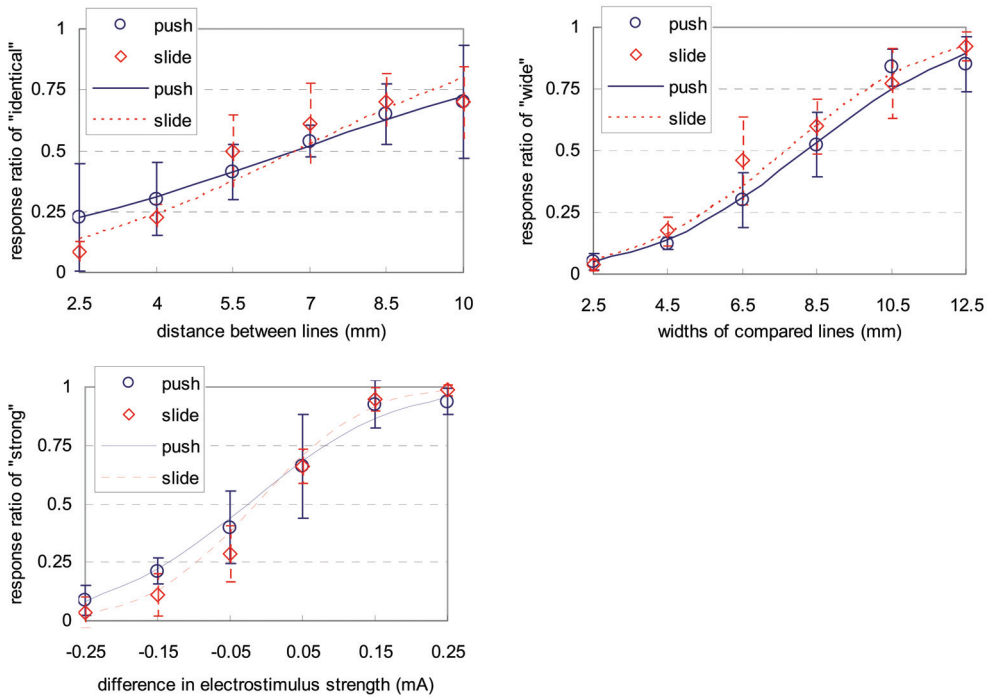 push
slide
push
slide
response ratio of "identical"
1
0.75
0.5
0.25
0
2.5 4 5.5 7 8.5 10
distance between lines (mm)
push
slide
push
slide
response ratio of "wide"
1
0.75
0.5
0.25
0
2.5 4.5 6.5 8.5 10.5 12.5
widths of compared lines (mm)
push
slide
push
slide
response ratio of "strong"
1
0.75
0.5
0.25
0
-0.25 -0.15 -0.05 0.05 0.15 0.25
difference in electrostimulus strength (mA)